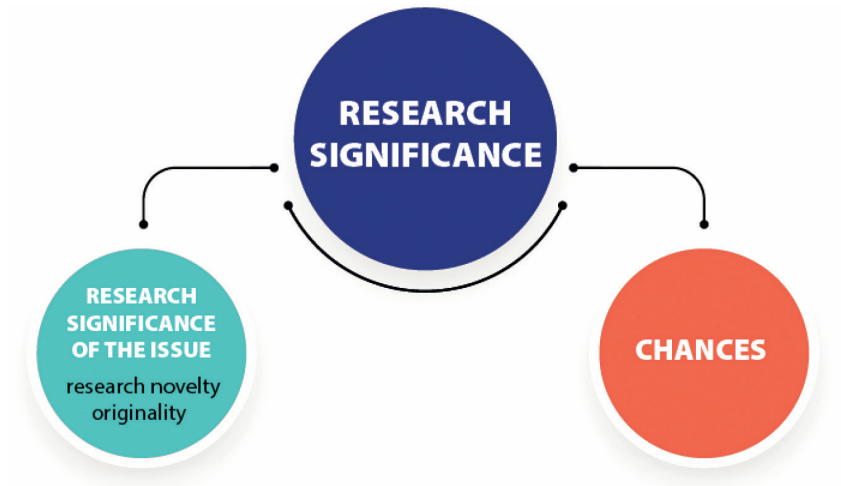 RESEARCH
SIGNIFICANCE
RESEARCH
SIGNIFICANCE
OF THE ISSUE
research novelty
originality
CHANCES